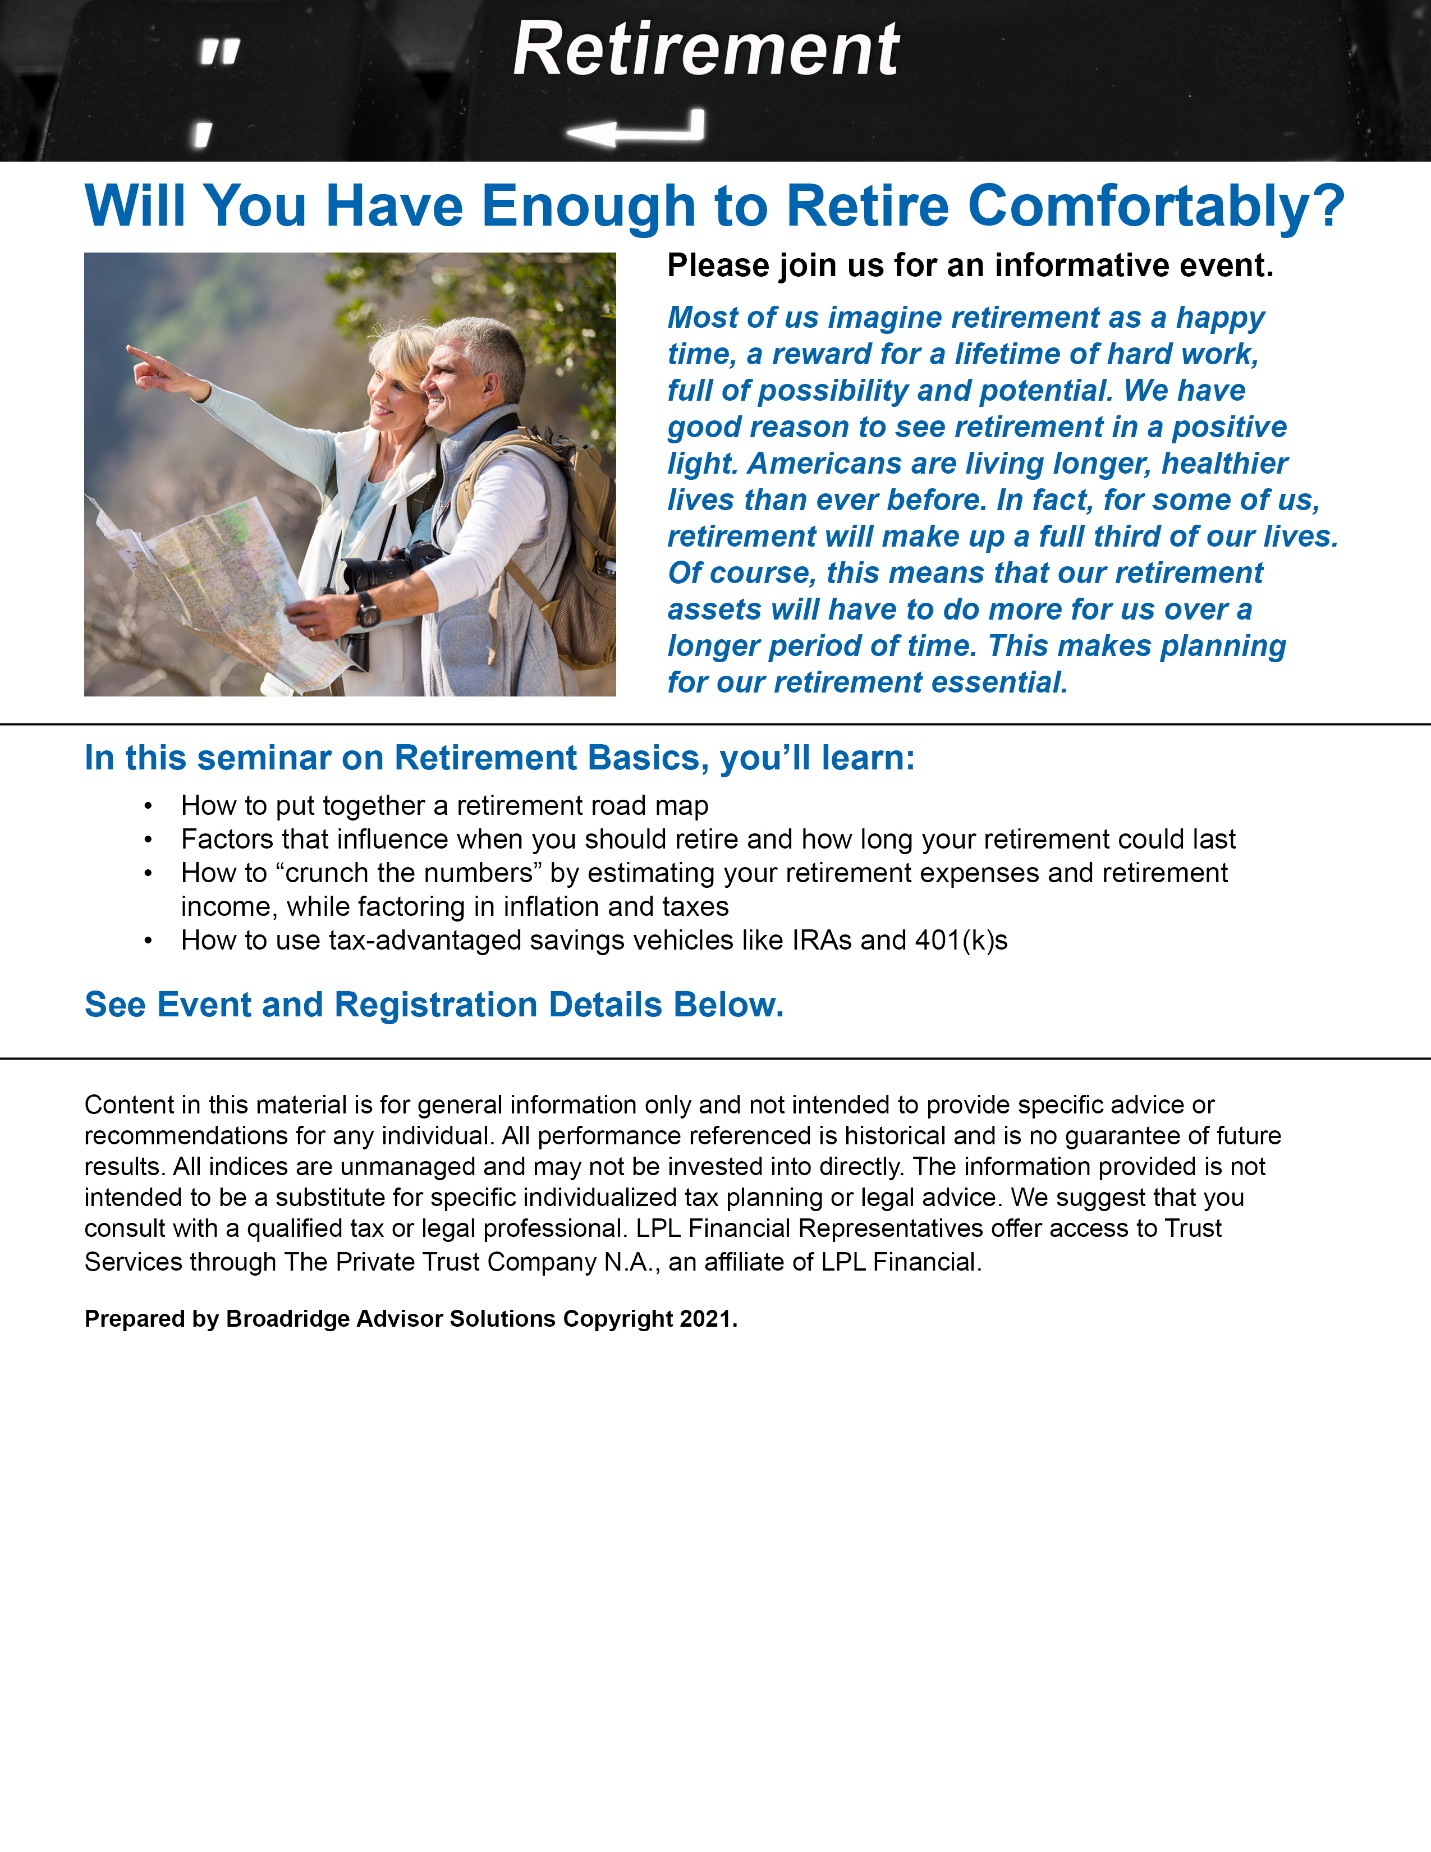 Retirement
"
'
Will You Have Enough to Retire Comfortably?
Please join us for an informative event.
Most of us imagine retirement as a happy
time, a reward for a lifetime of hard work,
full of possibility and potential. We have
good reason to see retirement in a positive
light. Americans are living longer, healthier
lives than ever before. In fact, for some of us,
retirement will make up a full third of our lives.
Of course, this means that our retirement
assets will have to do more for us over a
longer period of time. This makes planning
for our retirement essential.
In this seminar on Retirement Basics, you’ll learn:
• How to put together a retirement road map
• Factors that influence when you should retire and how long your retirement could last
• How to “crunch the numbers” by estimating your retirement expenses and retirement
income, while factoring in inflation and taxes
• How to use tax-advantaged savings vehicles like IRAs and 401(k)s
See Event and Registration Details Below.
Content in this material is for general information only and not intended to provide specific advice or
recommendations for any individual. All performance referenced is historical and is no guarantee of future
results. All indices are unmanaged and may not be invested into directly. The information provided is not
intended to be a substitute for specific individualized tax planning or legal advice. We suggest that you
consult with a qualified tax or legal professional. LPL Financial Representatives offer access to Trust
Services through The Private Trust Company N.A., an affiliate of LPL Financial.
Prepared by Broadridge Advisor Solutions Copyright 2021.